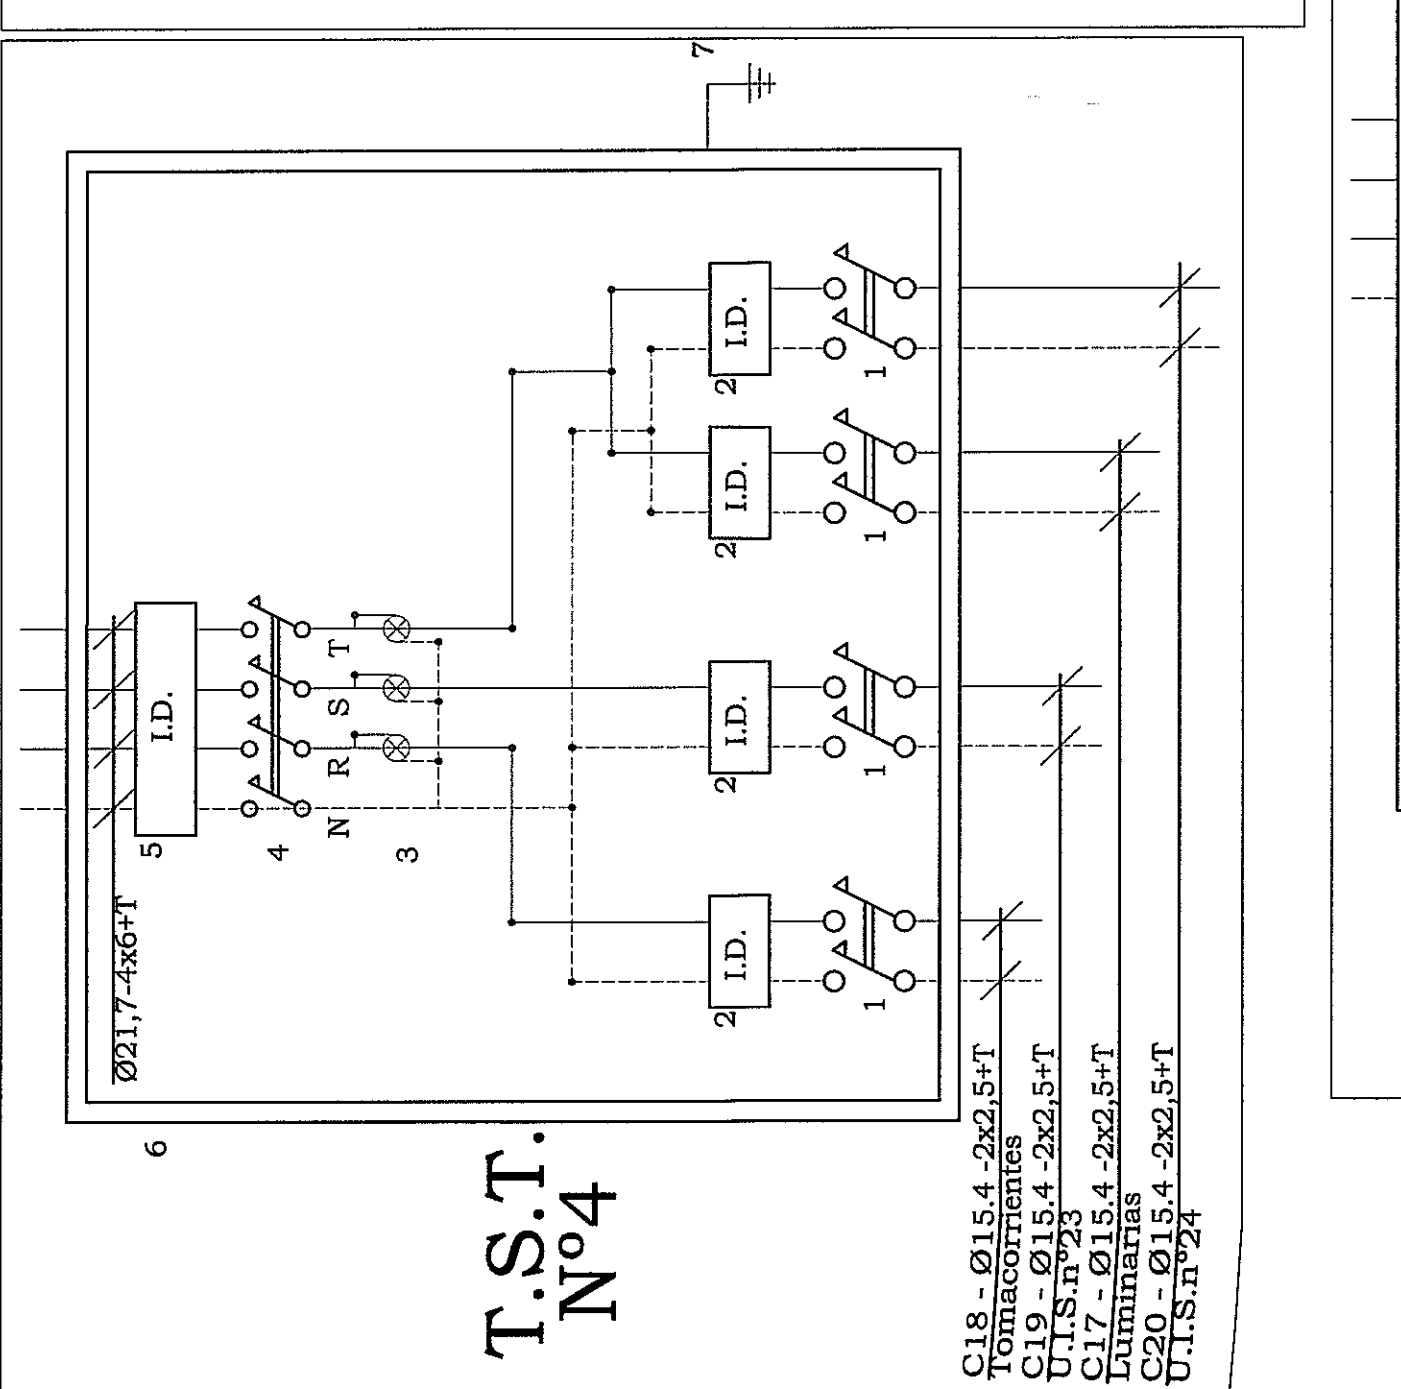 T.S.T.
Nº4
6
Ø21,7-4x6+T
5
I.D.
4
N
R
S
T
3
2
I.D.
1
2
I.D.
1
2
I.D.
1
2
I.D.
1
7
C18 - Ø15.4 -2x2,5+T
Tomacorrientes
C19 - Ø15.4 -2x2,5+T
U.I.S.nº23
C17 - Ø15.4 -2x2,5+T
Luminarias
C20 - Ø15.4 -2x2,5+T
U.I.S.nº24